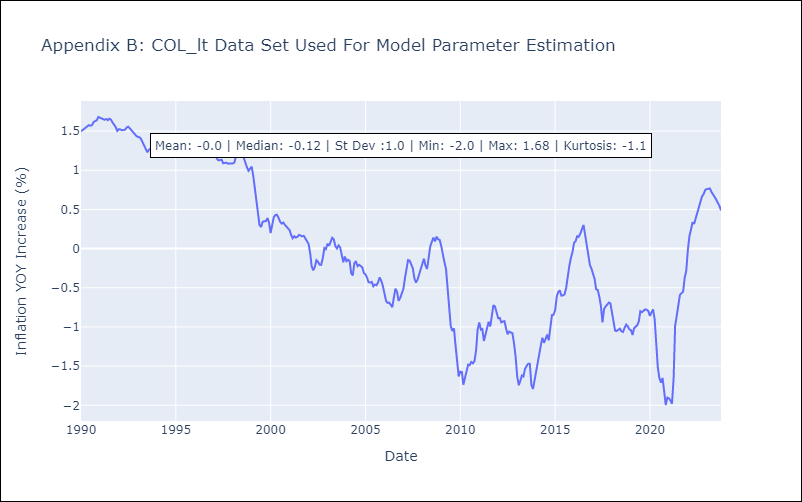 Appendix B: COL_lt Data Set Used For Model Parameter Estimation
Mean: -0.0 | Median: -0.12 | St Dev :1.0 | Min: -2.0 | Max: 1.68 | Kurtosis: -1.1
Inflation YOY Increase (%)
1.5
1
0.5
0
−0.5
−1
−1.5
−2
1990 1995 2000 2005 2010 2015 2020
Date